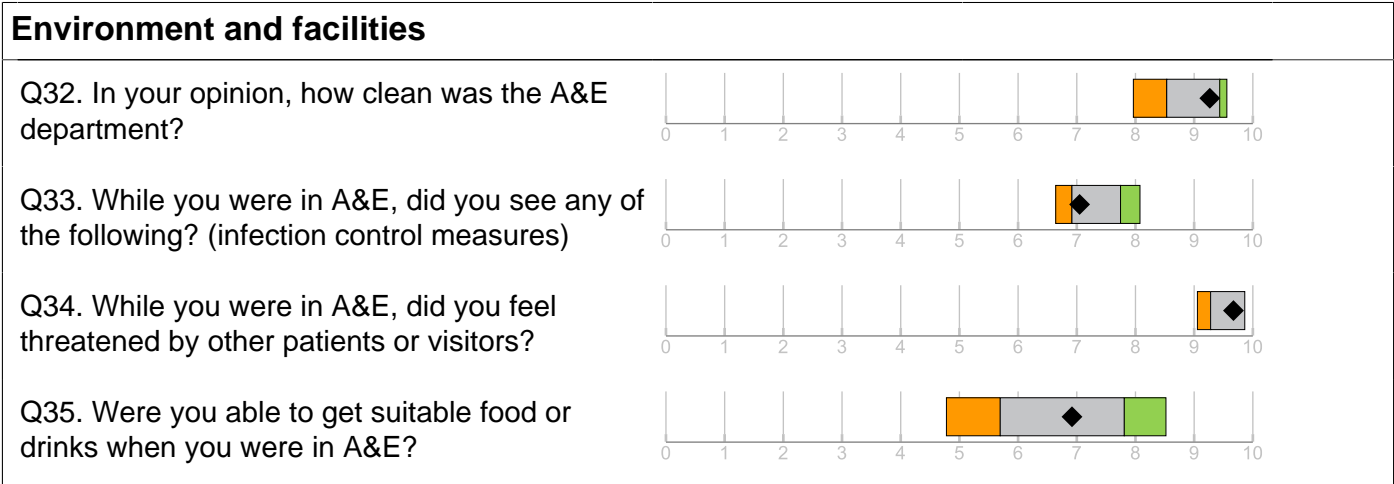 Environment and facilities
Q32. In your opinion, how clean was the A&E
department?
0 1 2 3 4 5 6 7 8 9 10
Q33. While you were in A&E, did you see any of
the following? (infection control measures)
0 1 2 3 4 5 6 7 8 9 10
Q34. While you were in A&E, did you feel
threatened by other patients or visitors?
0 1 2 3 4 5 6 7 8 9 10
Q35. Were you able to get suitable food or
drinks when you were in A&E?
0 1 2 3 4 5 6 7 8 9 10